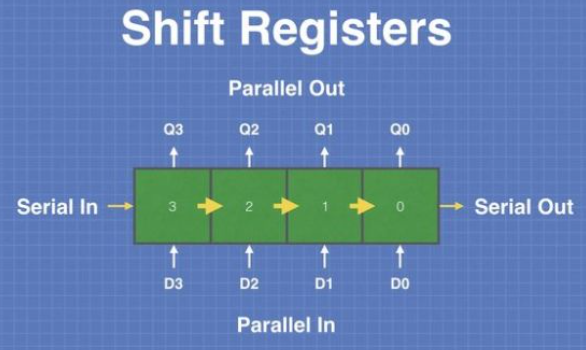 Shift Registers
Parallel Out
Q3 Q2 Q1 Q0
Serial In 3 2 1 0 Serial Out
D3 D2 D1 D0
Parallel In